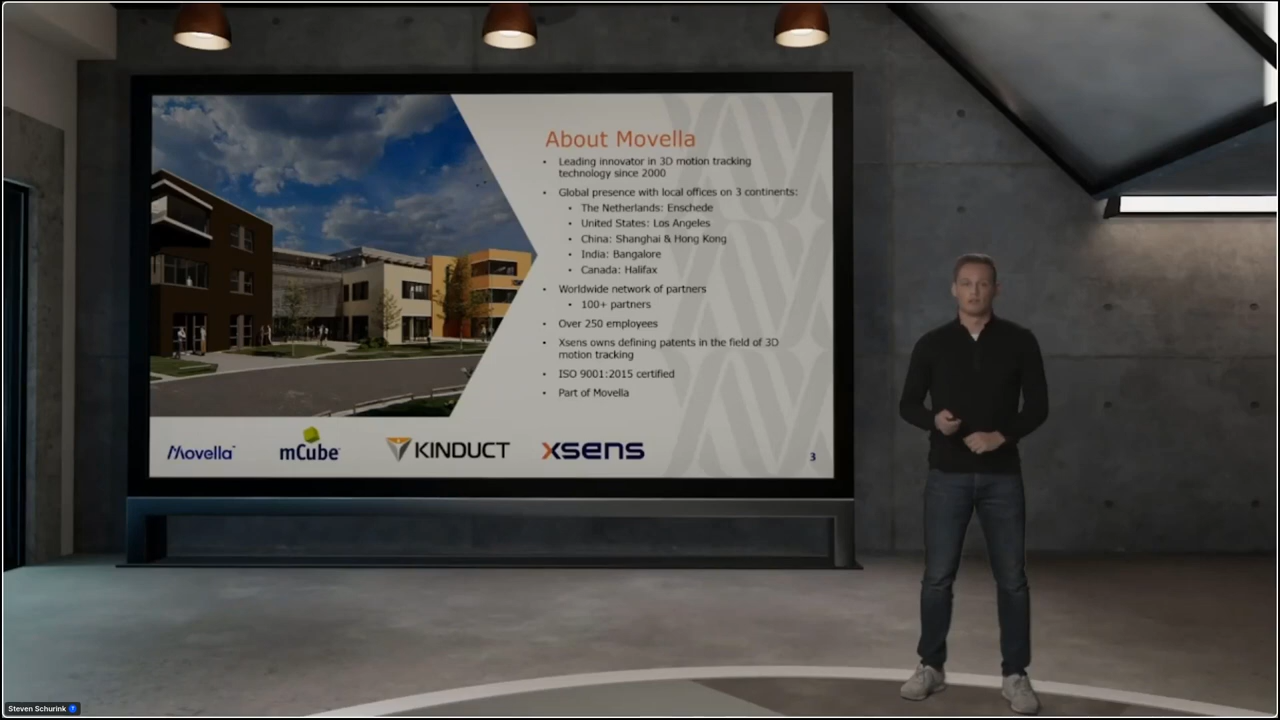 About Movella
• Leading innovator in 3D motion tracking
technology since 2000
• Global presence with local offices on 3 continents:
• The Netherlands: Enschede
• United States: Los Angeles
• China: Shanghai & Hong Kong
• India: Bangalore
• Canada: Halifax
• Worldwide network of partners
• 100+ partners
• Over 250 employees
• Xsens owns defining patents in the field of 3D
motion tracking
• ISO 9001:2015 certified
• Part of Movella
Movella
mCube
KINDUCT
xsens
3
Steven Schurink